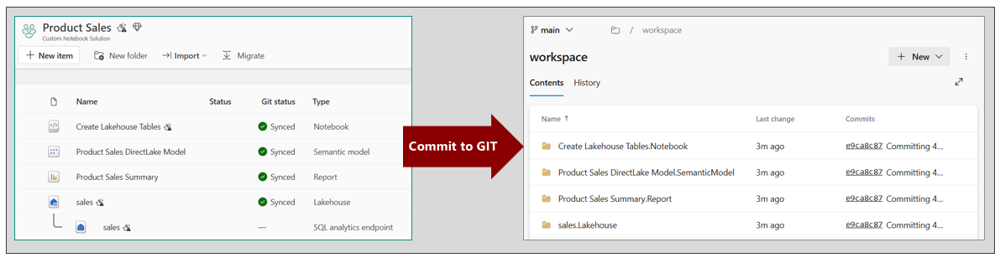 Product Sales
Custom Notebook Solution
New item
New folder
Import
Migrate
Name Status Git status Type
Create Lakehouse Tables Synced Notebook
Product Sales DirectLake Model Synced Semantic model
Product Sales Summary Synced Report
sales Synced Lakehouse
sales — SQL analytics endpoint
Commit to GIT
main / workspace
workspace
New
Contents History
Name ↑ Last change Commits
Create Lakehouse Tables.Notebook 3m ago e9ca8c87 Committing 4...
Product Sales DirectLake Model.SemanticModel 3m ago e9ca8c87 Committing 4...
Product Sales Summary.Report 3m ago e9ca8c87 Committing 4...
sales.Lakehouse 3m ago e9ca8c87 Committing 4...